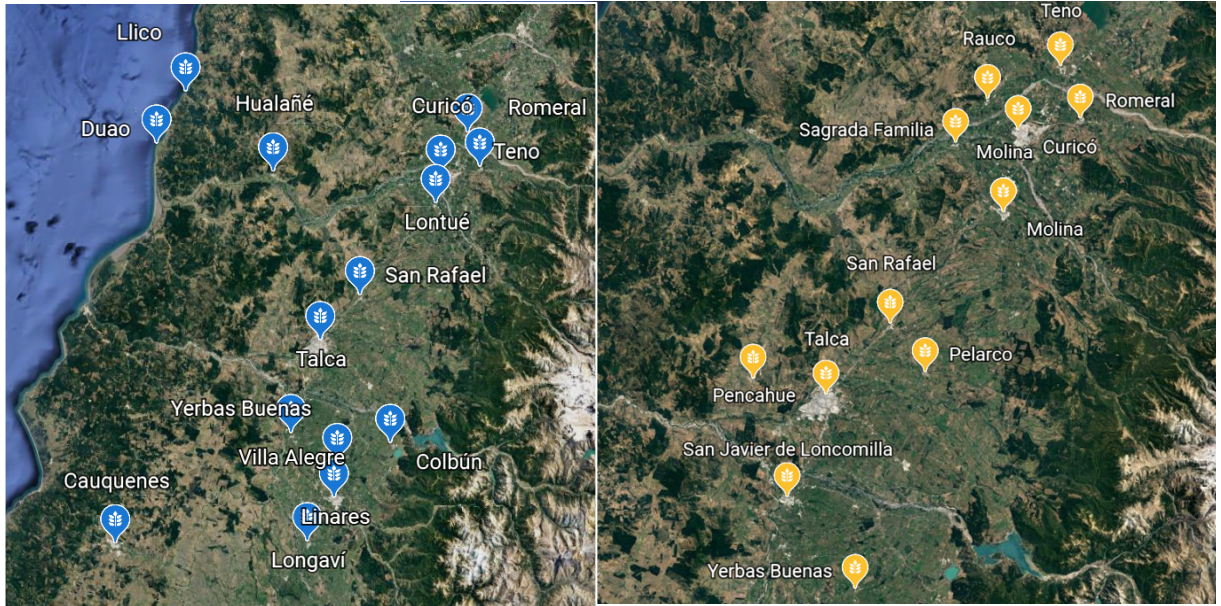 Llico
Duao
Hualañé
Curicó
Romeral
Teno
Lontué
San Rafael
Talca
Yerbas Buenas
Villa Alegre
Colbún
Cauquenes
Linares
Longaví
Teno
Rauco
Romeral
Sagrada Familia
Molina
Curicó
Molina
San Rafael
Talca
Pelarco
Pencahue
San Javier de Loncomilla
Yerbas Buenas